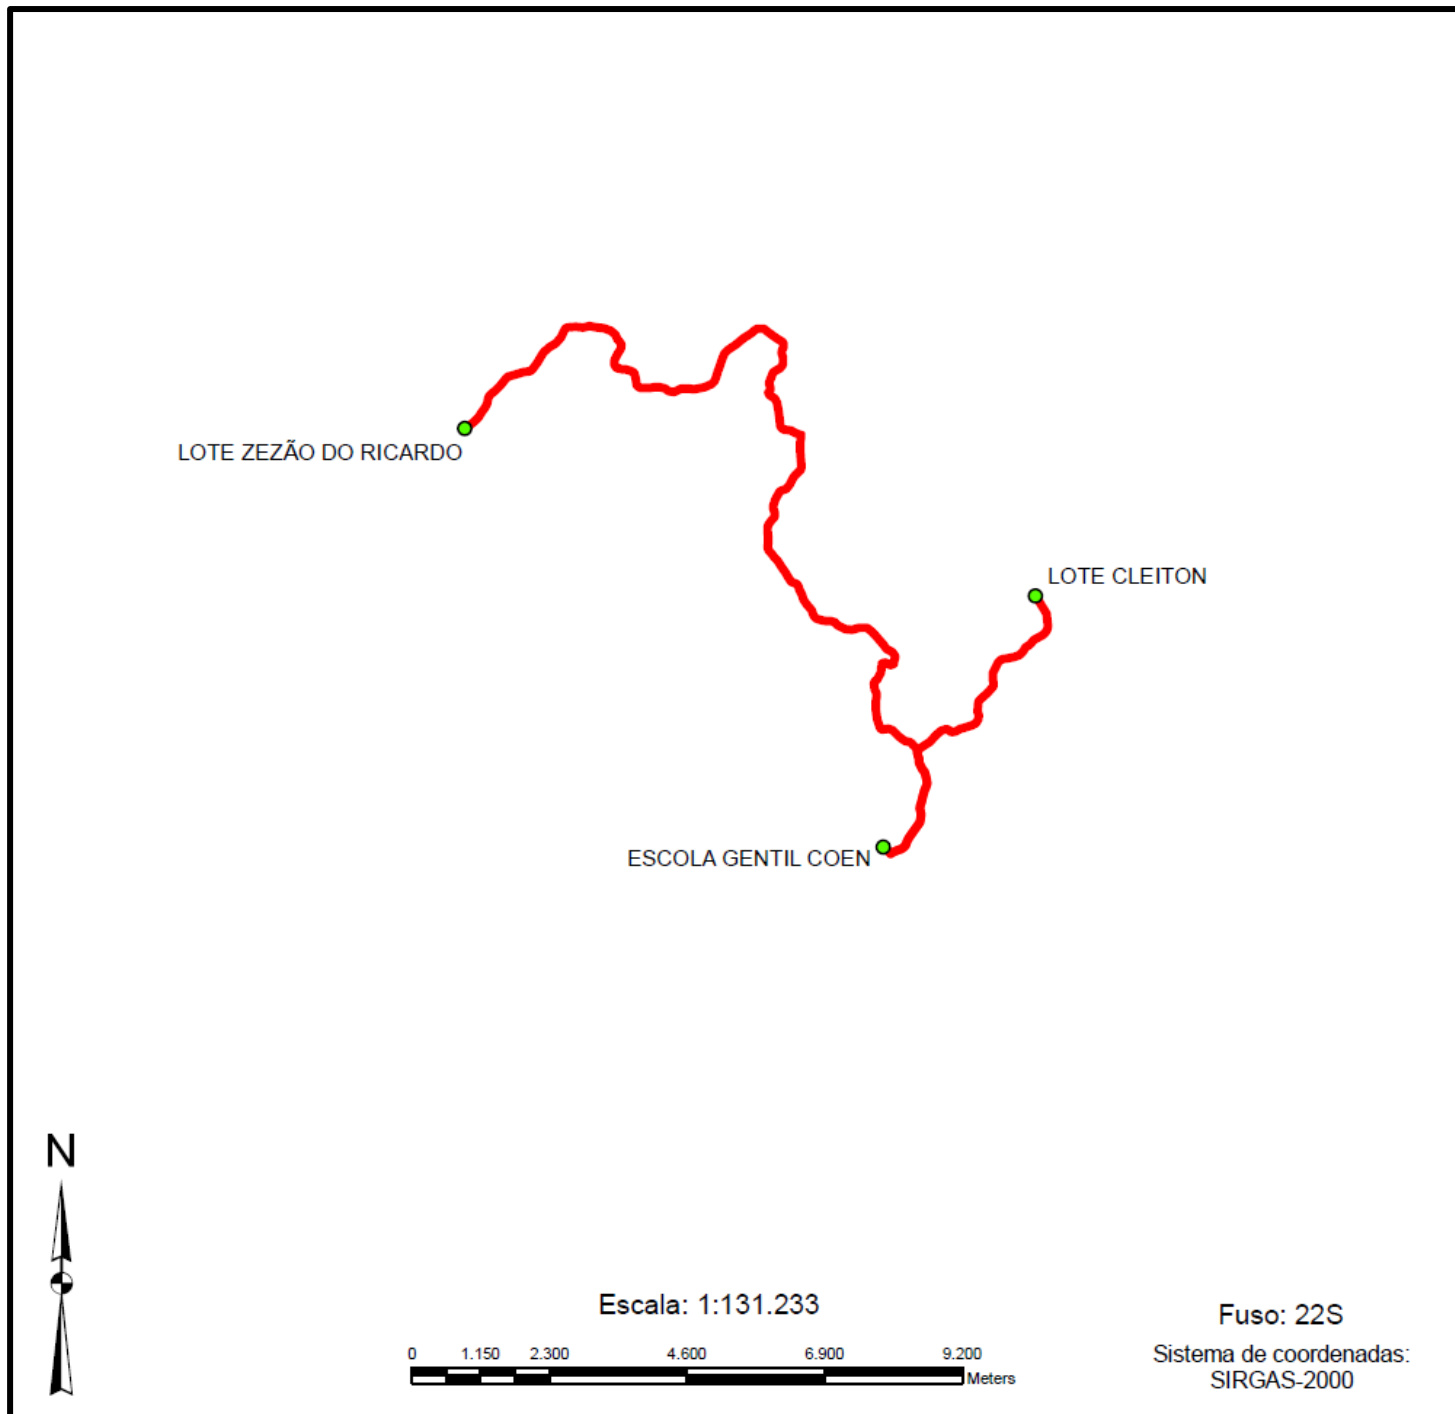 LOTE ZEZÃO DO RICARDO
LOTE CLEITON
ESCOLA GENTIL COEN
N
Escala: 1:131.233
0 1.150 2.300 4.600 6.900 9.200
Meters
Fuso: 22S
Sistema de coordenadas:
SIRGAS-2000